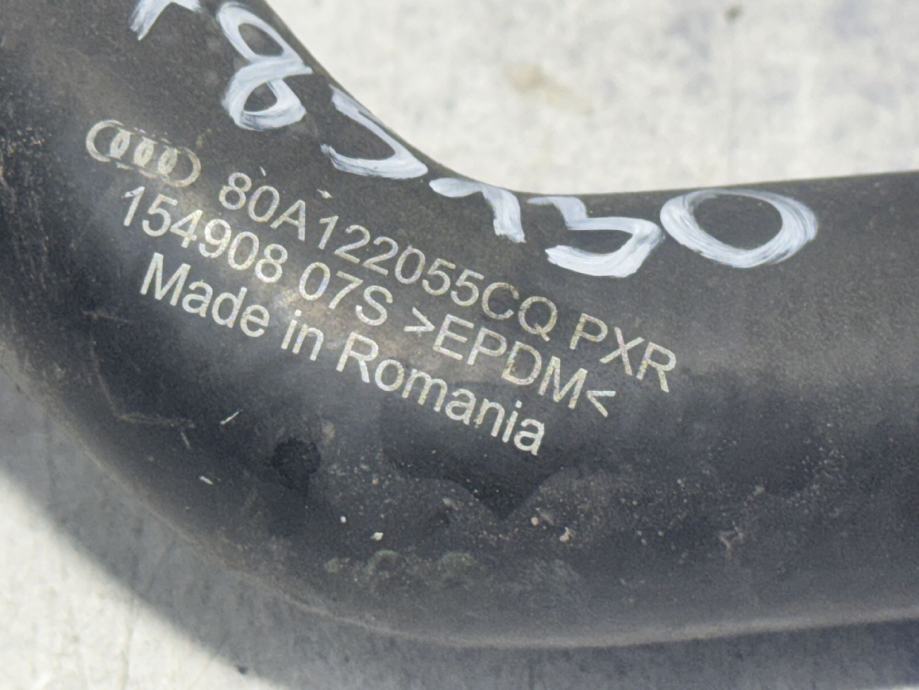 80A122055CQ PXR
154908 07S >EPDM<
Made in Romania